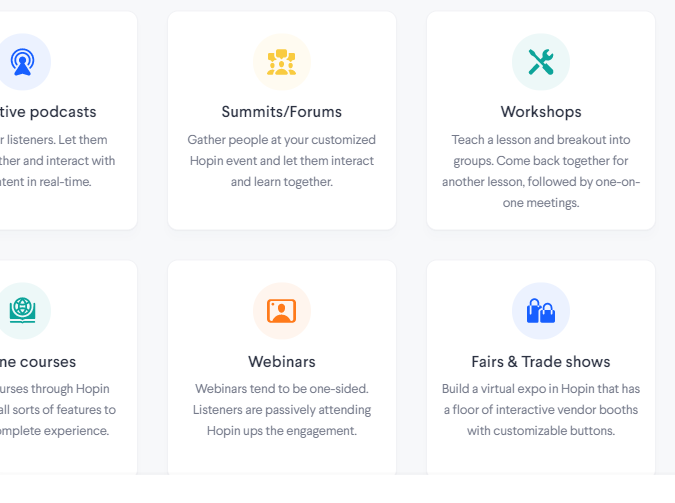 tive podcasts
r listeners. Let them
ther and interact with
tent in real-time.
Summits/Forums
Gather people at your customized
Hopin event and let them interact
and learn together.
Workshops
Teach a lesson and breakout into
groups. Come back together for
another lesson, followed by one-on-
one meetings.
ne courses
urses through Hopin
all sorts of features to
omplete experience.
Webinars
Webinars tend to be one-sided.
Listeners are passively attending
Hopin ups the engagement.
Fairs & Trade shows
Build a virtual expo in Hopin that has
a floor of interactive vendor booths
with customizable buttons.